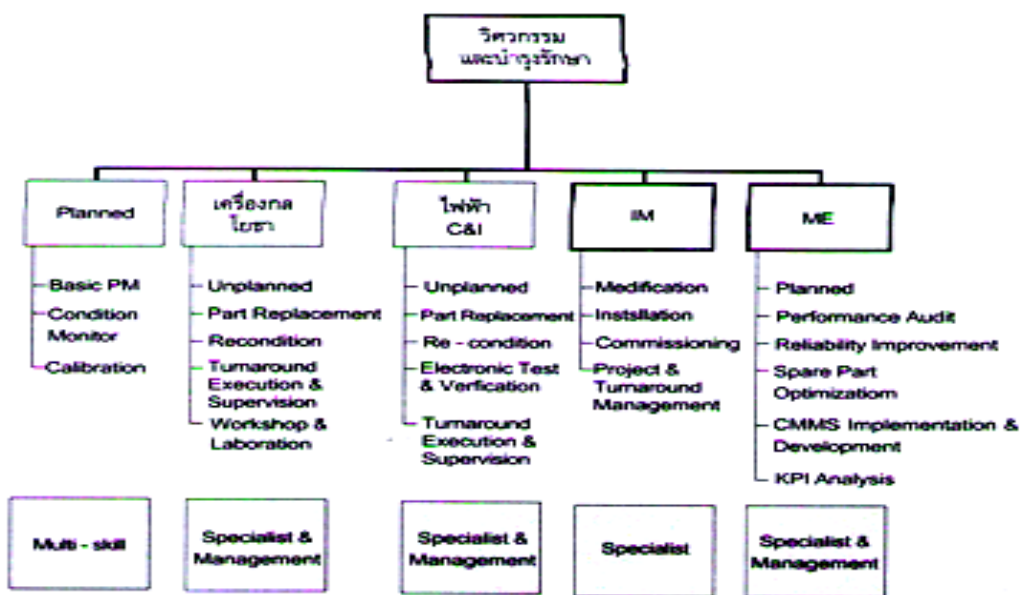 วิศวกรรม
และบำรุงรักษา
Planned
Basic PM
Condition
Monitor
Calibration
เครื่องกล
โยธา
Unplanned
Part Replacement
Recondition
Turnaround
Execution &
Supervision
Workshop &
Laboration
ไฟฟ้า
C&I
Unplanned
Part Replacement
Re - condition
Electronic Test
& Verfication
Turnaround
Execution &
Supervision
IM
Medification
Instsllation
Commissioning
Project &
Turnaround
Management
ME
Planned
Performance Audit
Reliability Improvement
Spare Part
Optimizatiom
CMMS Implementation &
Development
KPI Analysis
Multi - skill
Specialist &
Management
Specialist &
Management
Specialist
Specialist &
Management